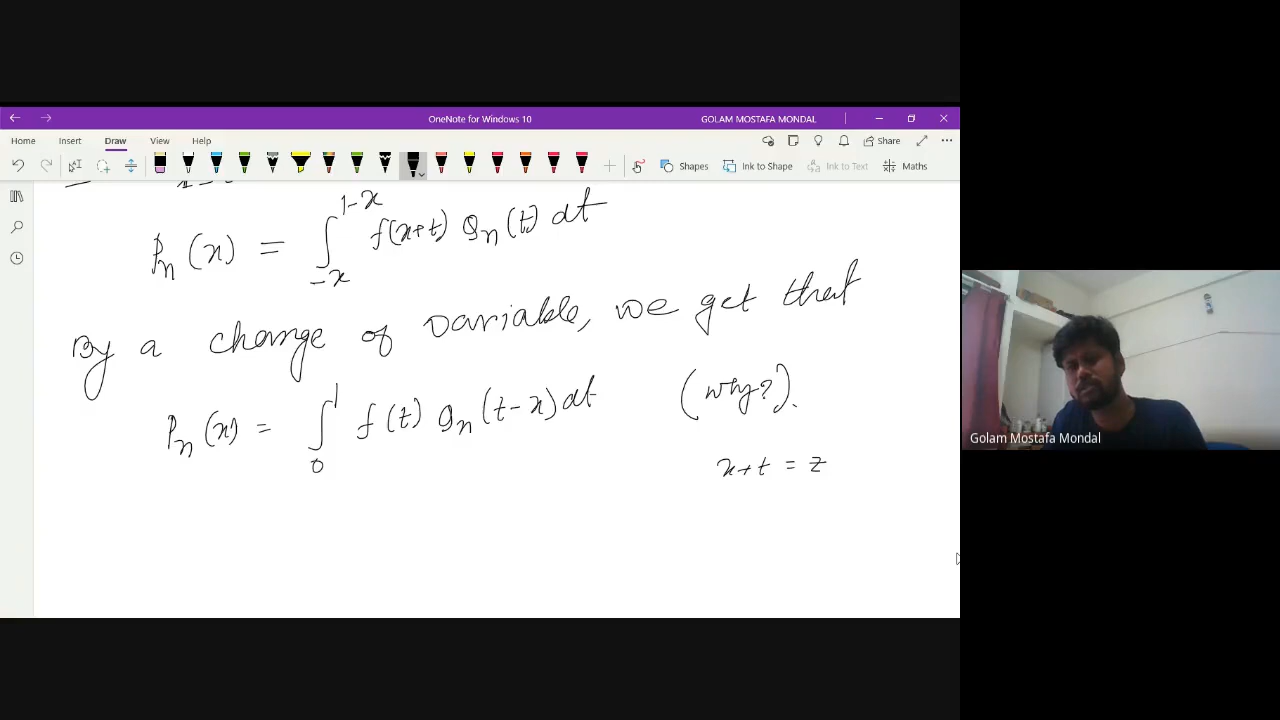 OneNote for Windows 10
GOLAM MOSTAFA MONDAL
Home Insert Draw View Help
Share
Shapes Ink to Shape Ink to Text Maths
Pₙ(x) = ∫_{-x}^{1-x} f(x+t) Qₙ(t) dt
By a change of variable, we get that
Pₙ(x) = ∫_0^1 f(t) Qₙ(t-x) dt (why?).
x+t = z
Golam Mostafa Mondal